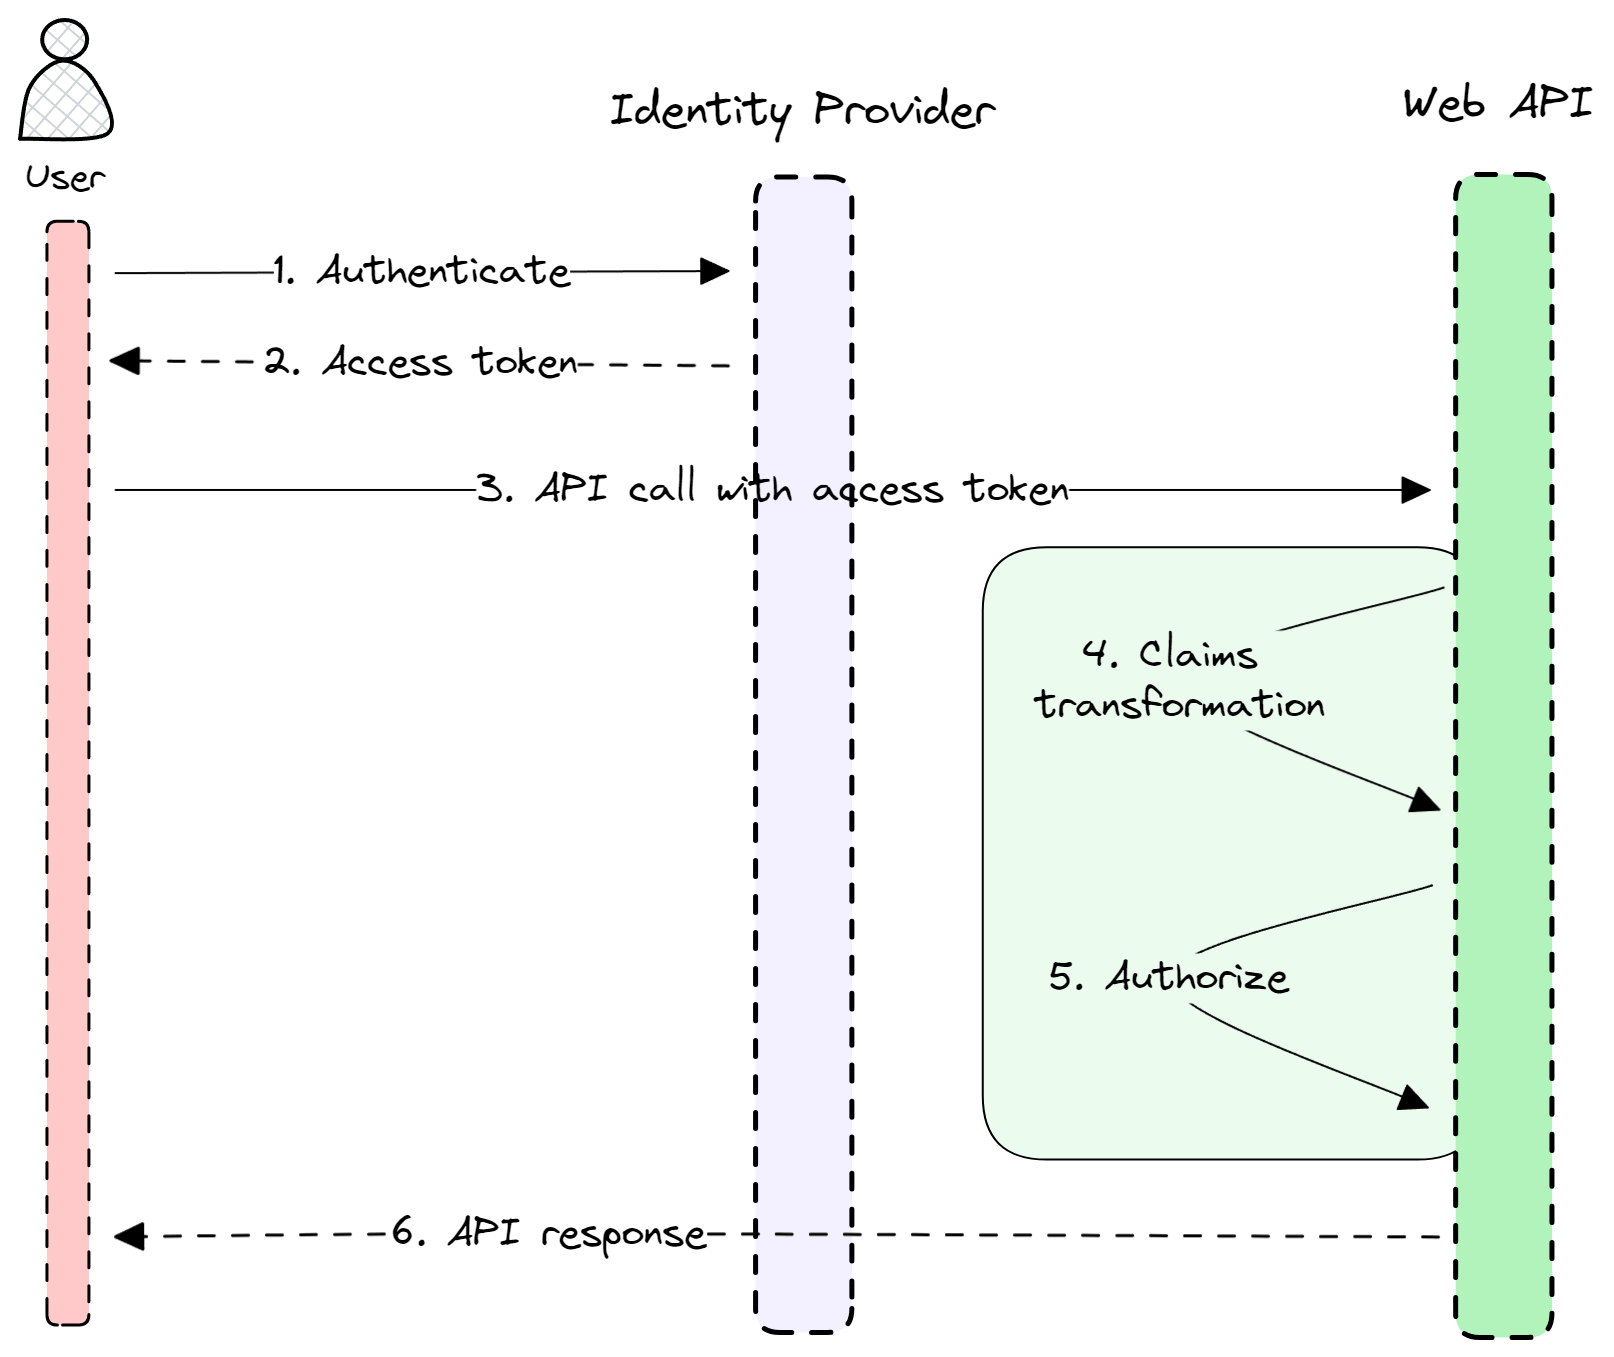 Identity Provider
Web API
User
1. Authenticate
2. Access token
3. API call with access token
4. Claims
transformation
5. Authorize
6. API response